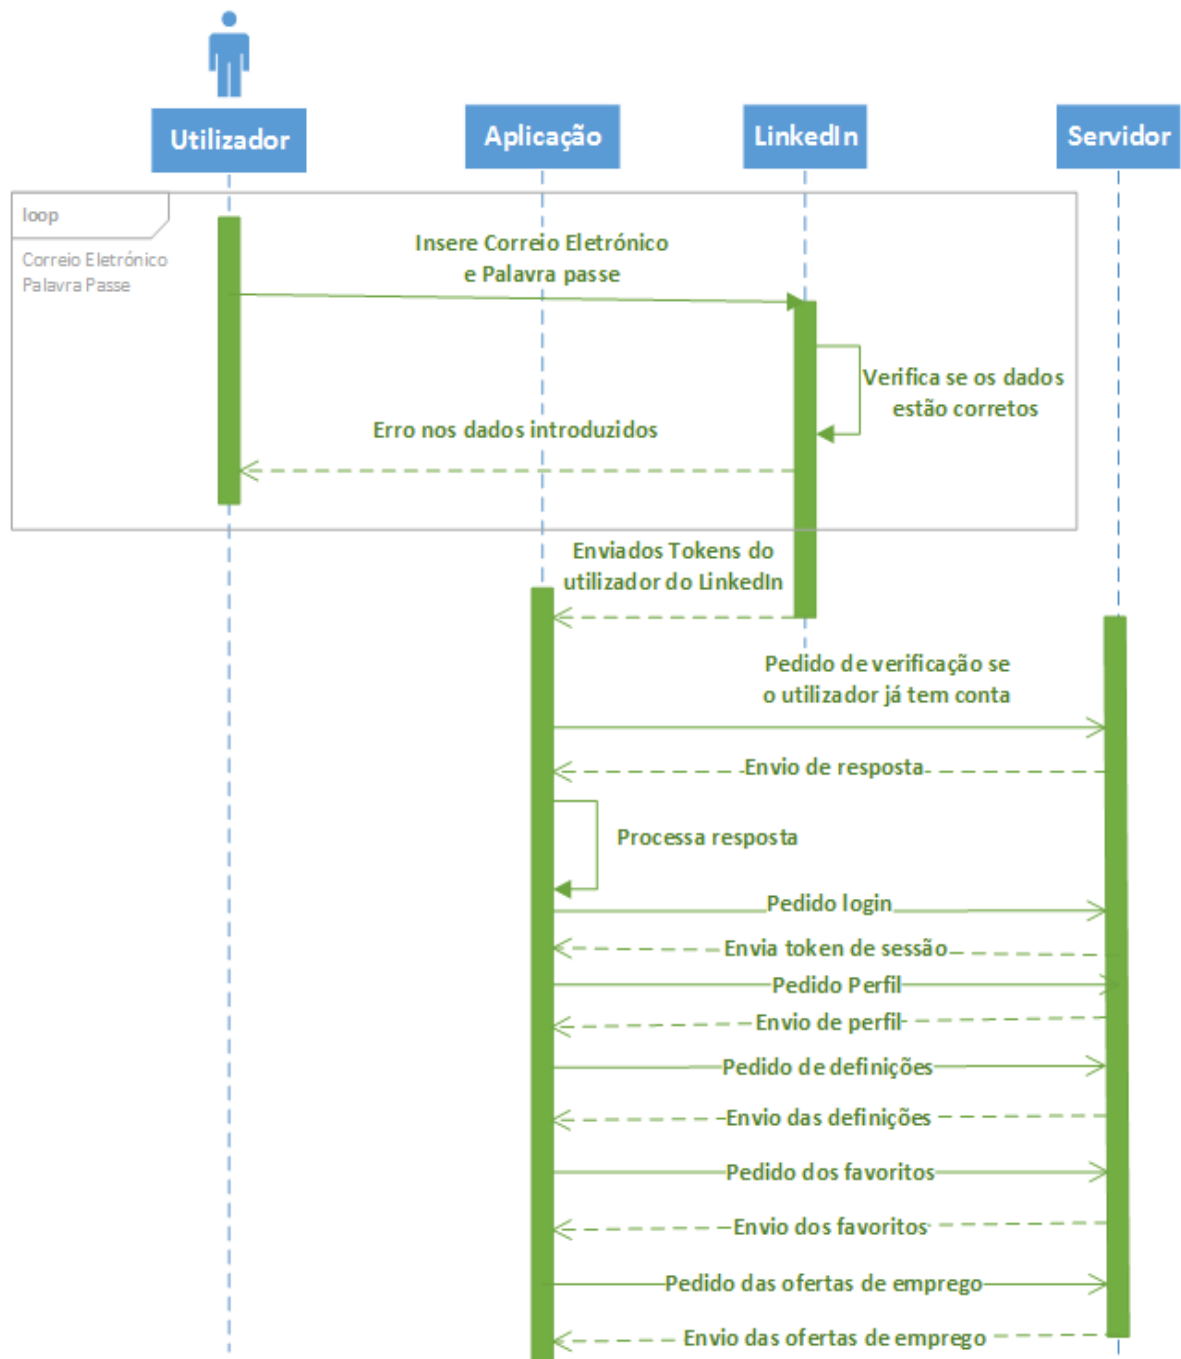 Utilizador
Aplicação
LinkedIn
Servidor
loop
Correio Eletrónico
Palavra Passe
Insere Correio Eletrónico
e Palavra passe
Verifica se os dados
estão corretos
Erro nos dados introduzidos
Enviados Tokens do
utilizador do LinkedIn
Pedido de verificação se
o utilizador já tem conta
Envio de resposta
Processa resposta
Pedido login
Envia token de sessão
Pedido Perfil
Envio de perfil
Pedido de definições
Envio das definições
Pedido dos favoritos
Envio dos favoritos
Pedido das ofertas de emprego
Envio das ofertas de emprego